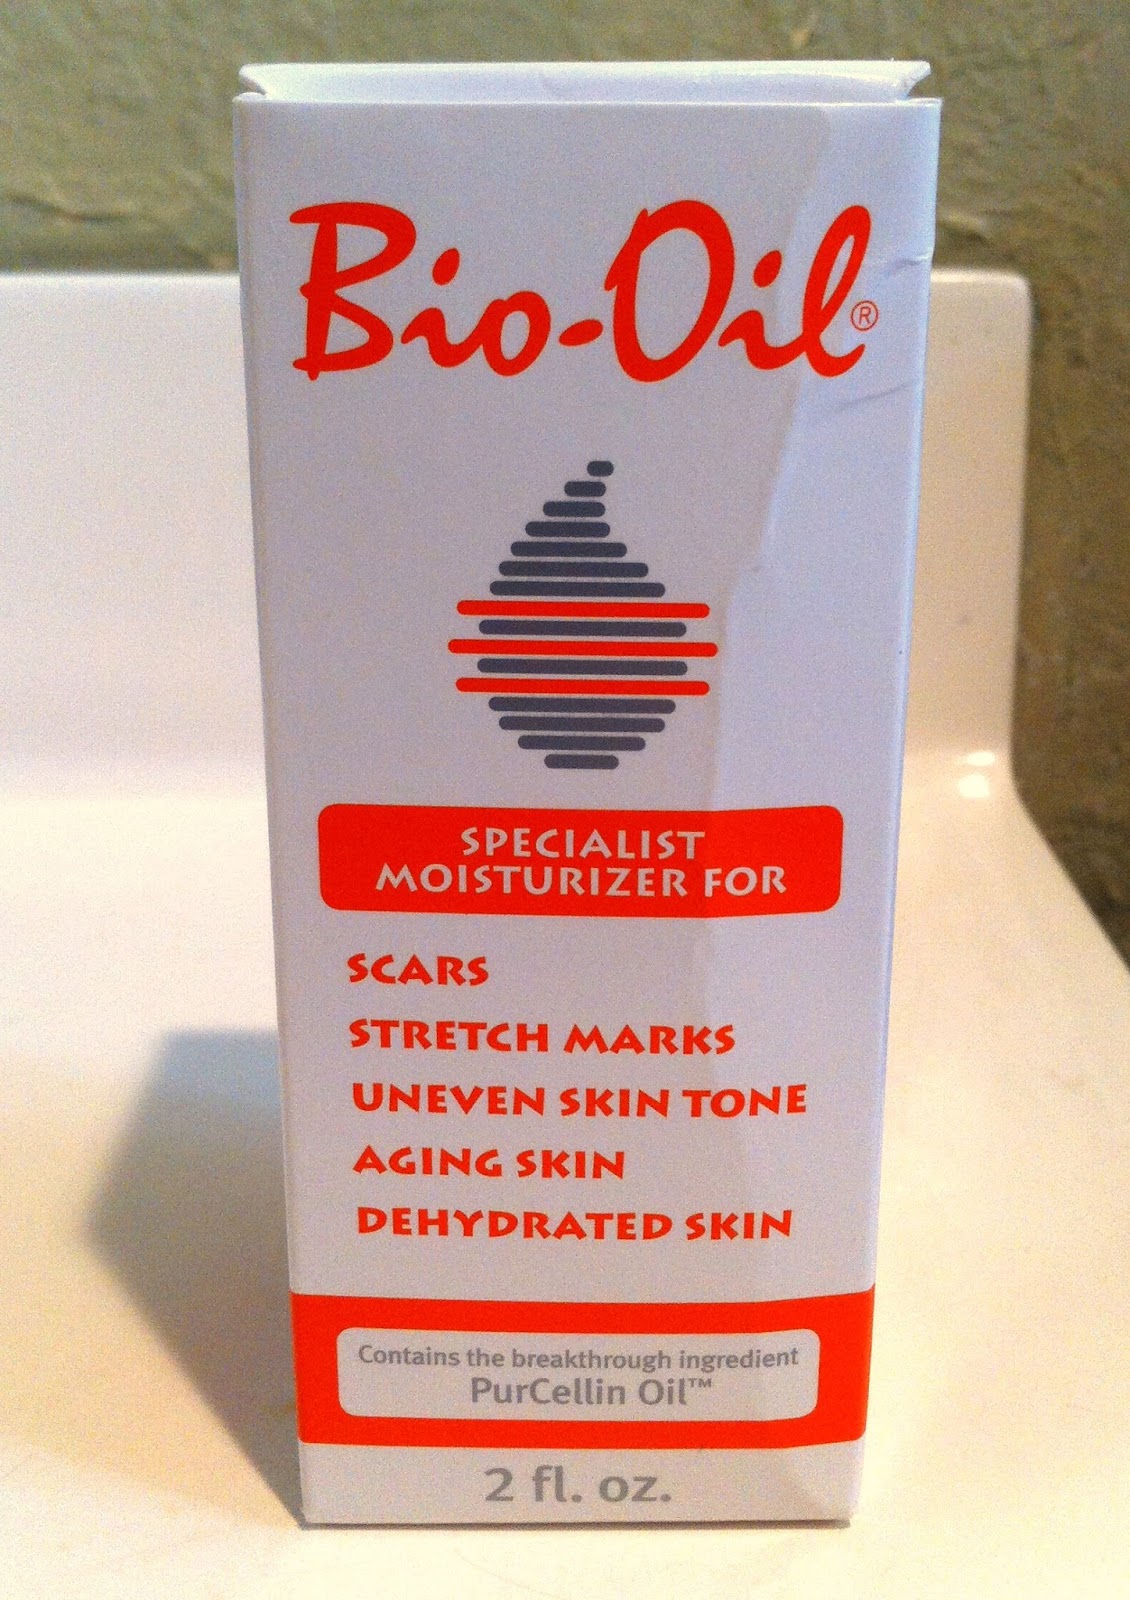 Bio-Oil®
SPECIALIST
MOISTURIZER FOR
SCARS
STRETCH MARKS
UNEVEN SKIN TONE
AGING SKIN
DEHYDRATED SKIN
Contains the breakthrough ingredient
PurCellin Oil™
2 fl. oz.